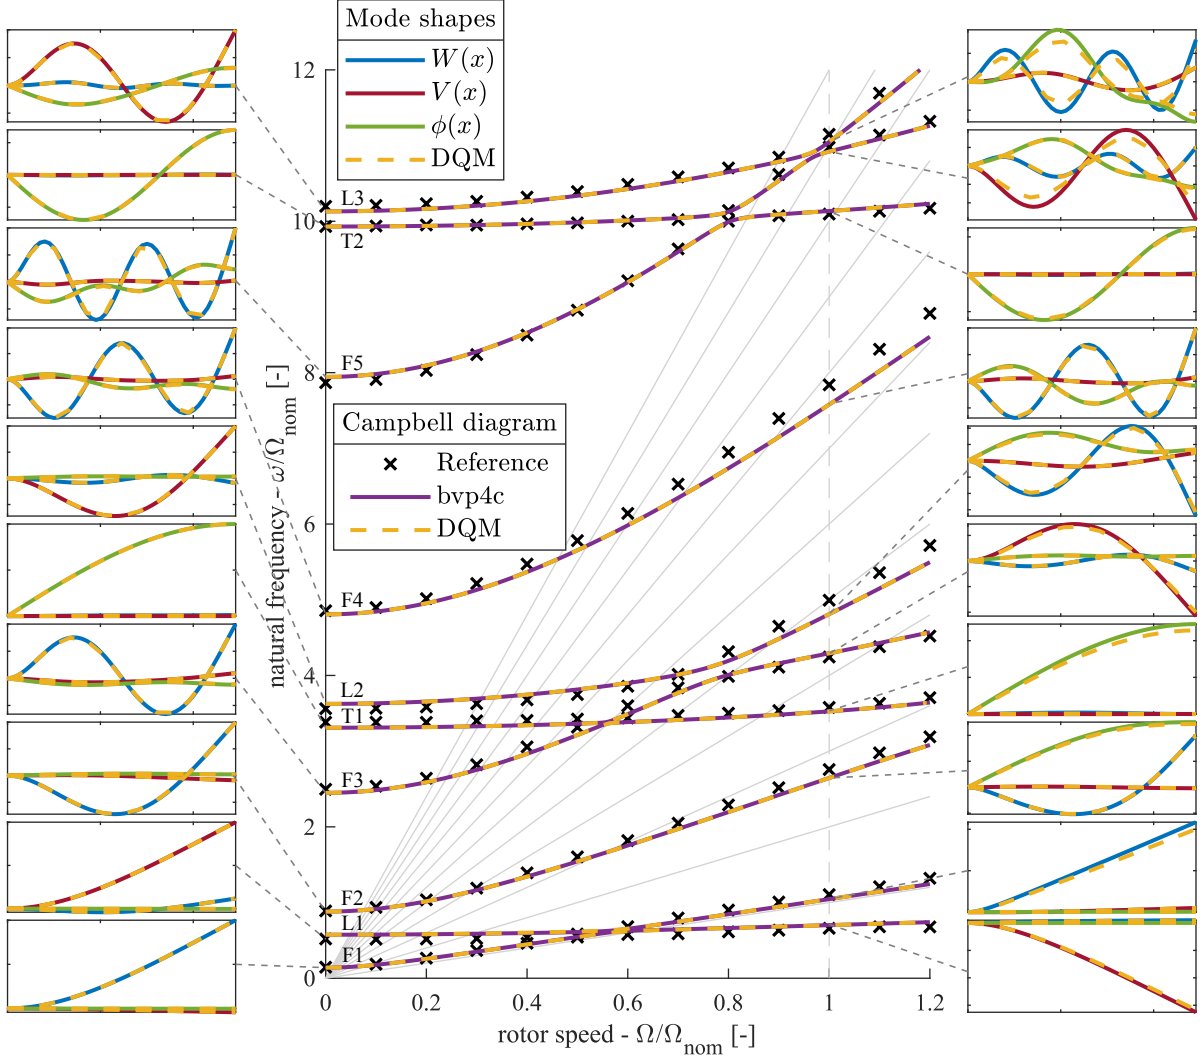 Mode shapes
W(x)
V(x)
ϕ(x)
DQM
12
10
8
6
4
2
0
L3
T2
F5
Campbell diagram
Reference
bvp4c
DQM
F4
L2
T1
F3
F2
L1
F1
natural frequency - ω/Ωnom [-]
0 0.2 0.4 0.6 0.8 1 1.2
rotor speed - Ω/Ωnom [-]